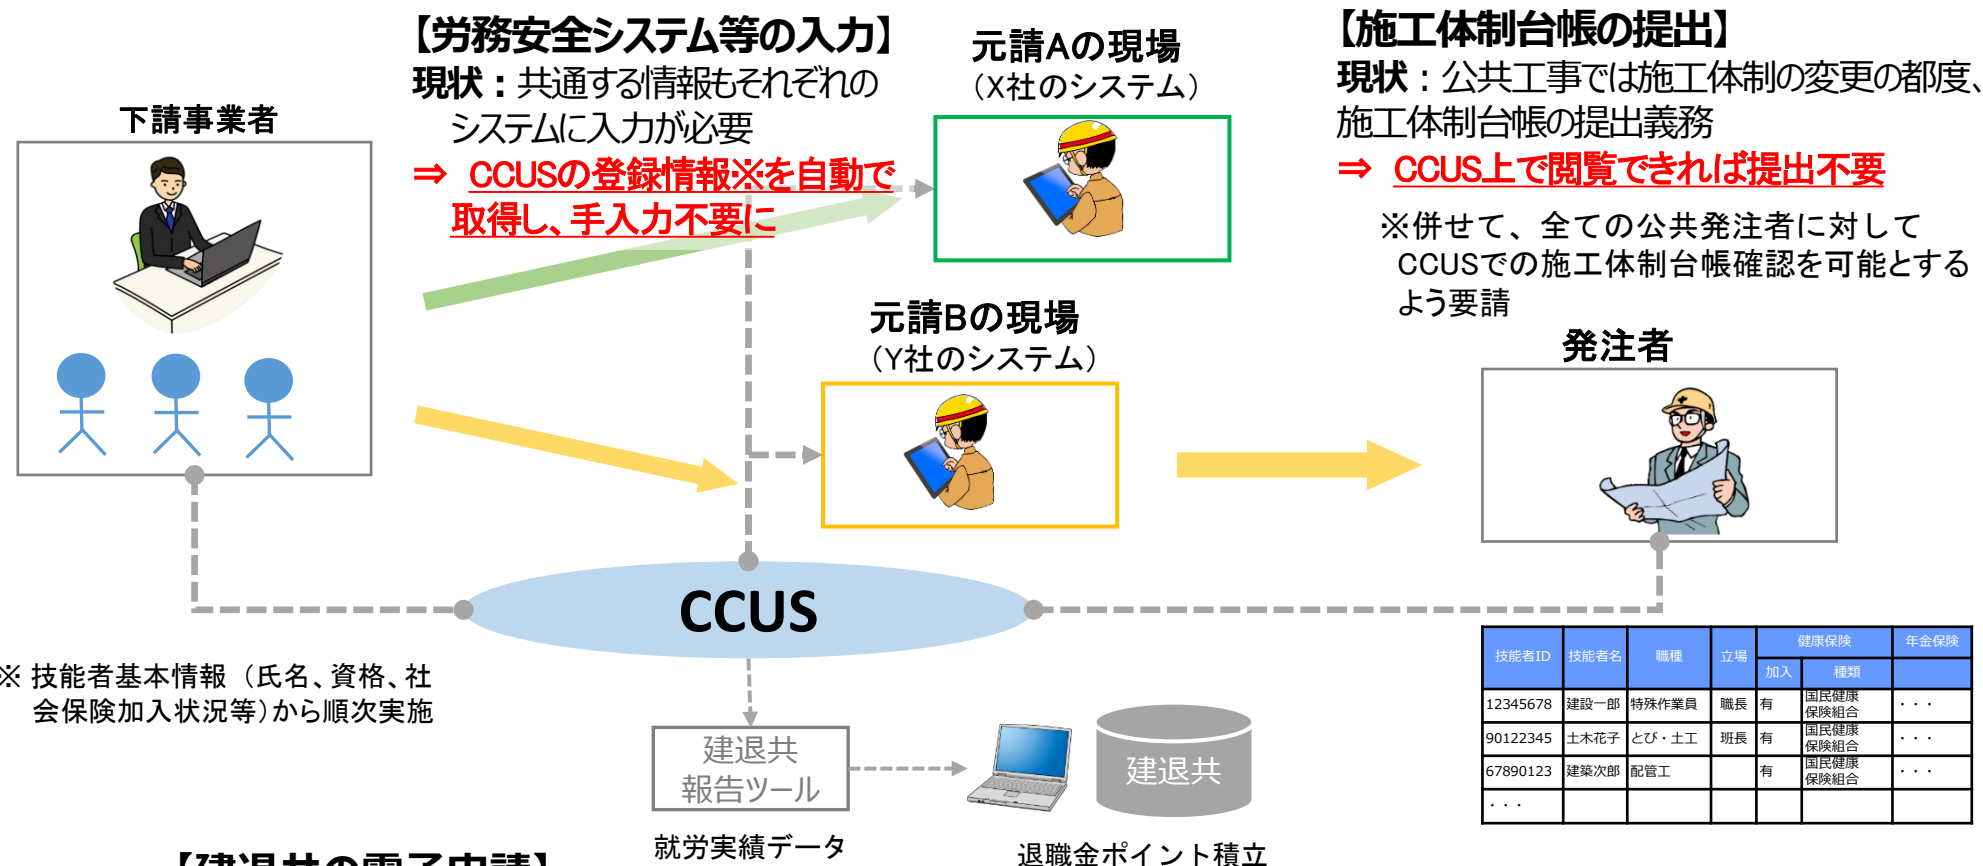 【労務安全システム等の入力】
現状：共通する情報もそれぞれの
システムに入力が必要
⇒ CCUSの登録情報※を自動で
取得し、手入力不要に
元請Aの現場
（X社のシステム）
【施工体制台帳の提出】
現状：公共工事では施工体制の変更の都度、
施工体制台帳の提出義務
⇒ CCUS上で閲覧できれば提出不要
※併せて、全ての公共発注者に対して
CCUSでの施工体制台帳確認を可能とする
よう要請
下請事業者
元請Bの現場
（Y社のシステム）
発注者
CCUS
※ 技能者基本情報（氏名、資格、社
会保険加入状況等）から順次実施
建退共
報告ツール
就労実績データ
建退共
退職金ポイント積立
技能者ID 技能者名 職種 立場 健康保険 年金保険
加入 種類
12345678 建設一郎 特殊作業員 職長 有 国民健康保険組合 ・・・
90122345 土木花子 とび・土工 班長 有 国民健康保険組合 ・・・
67890123 建築次郎 配管工 有 国民健康保険組合 ・・・
・・・
【建退共の電子申請】